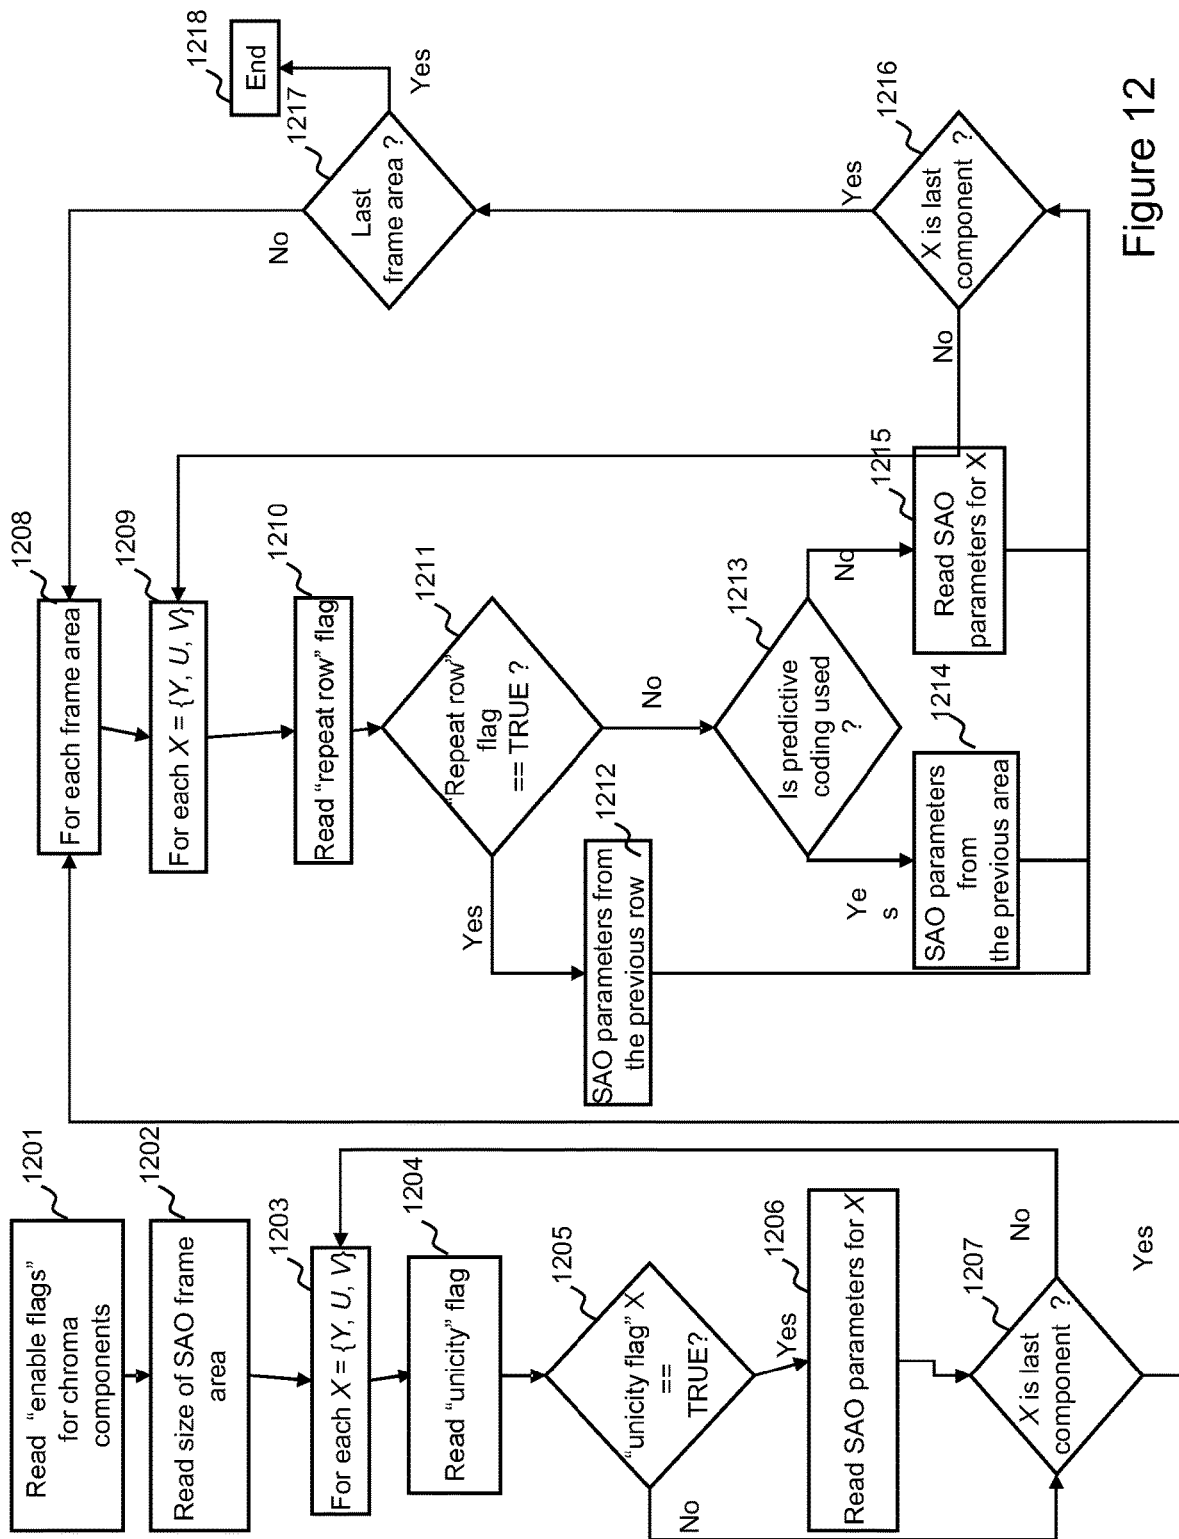 1201
Read “enable flags”
for chroma
components
1202
Read size of SAO frame
area
1203
For each X = {Y, U, V}
1204
Read “unicity” flag
1205
“unicity flag” X
==
TRUE?
Yes
No
1206
Read SAO parameters for X
1207
X is last
component ?
No
Yes
1208
For each frame area
1209
For each X = {Y, U, V}
1210
Read “repeat row” flag
1211
“Repeat row”
flag
== TRUE ?
Yes
No
1212
SAO parameters from
the previous row
1213
Is predictive
coding used
?
Ye
s
No
1214
SAO parameters
from
the previous area
1215
Read SAO
parameters for X
1216
X is last
component ?
No
Yes
1217
Last
frame area ?
No
Yes
1218
End
Figure 12